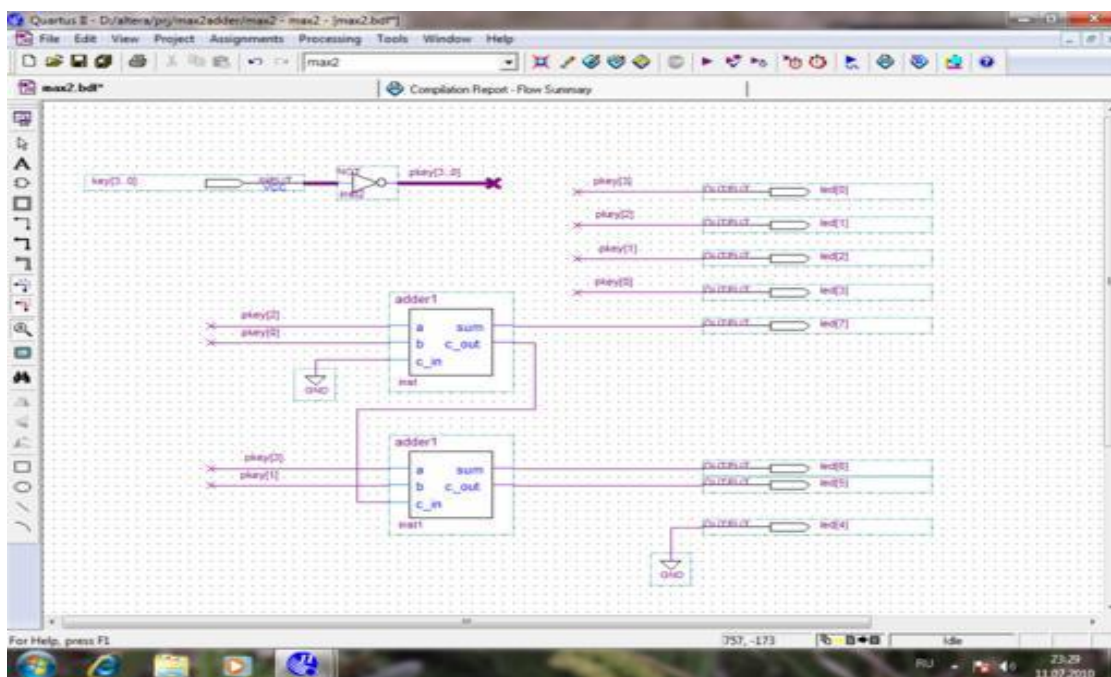 Quartus II - D:/altera/prj/max2adder/max2 - max2 - [max2.bdf*]
File Edit View Project Assignments Processing Tools Window Help
max2
max2.bdf*
Compilation Report - Flow Summary
key[3..0]
INPUT
VCC
NOT
pkey[3..0]
pkey[3]
OUTPUT
led[0]
pkey[2]
OUTPUT
led[1]
pkey[1]
OUTPUT
led[2]
pkey[0]
OUTPUT
led[3]
adder1
pkey[2]
a sum
OUTPUT
led[7]
pkey[0]
b c_out
c_in
inst
GND
adder1
pkey[3]
a sum
OUTPUT
led[6]
pkey[1]
b c_out
OUTPUT
led[5]
c_in
inst1
OUTPUT
led[4]
GND
For Help, press F1
757, -173
Idle
RU
23:29
11.07.2010